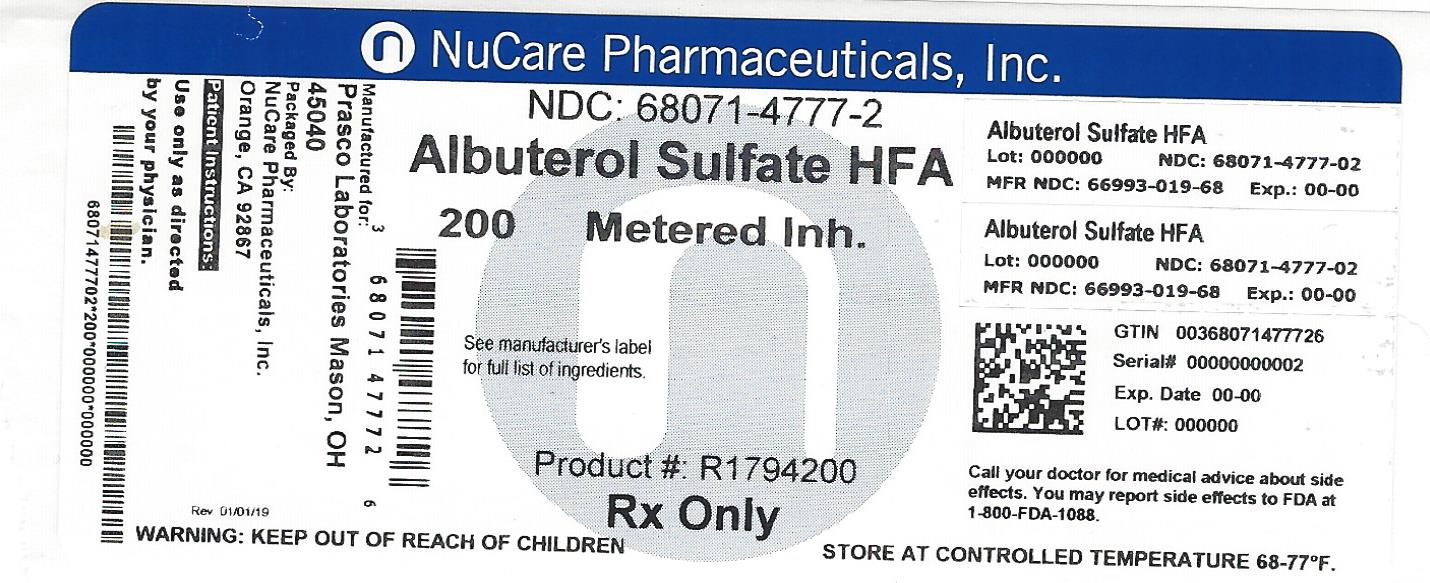 NuCare Pharmaceuticals, Inc.
NDC: 68071-4777-2
Albuterol Sulfate HFA
200 Metered Inh.
See manufacturer's label
for full list of ingredients.
Product #: R1794200
Rx Only
Manufactured for:
Prasco Laboratories Mason, OH
45040
Packaged By:
NuCare Pharmaceuticals, Inc.
Orange, CA 92867
Patient Instructions:
Use only as directed
by your physician.
3 68071 47772 6
68071477702*200*000000*000000
Rev 01/01/19
WARNING: KEEP OUT OF REACH OF CHILDREN
Albuterol Sulfate HFA
Lot: 000000 NDC: 68071-4777-02
MFR NDC: 66993-019-68 Exp.: 00-00
Albuterol Sulfate HFA
Lot: 000000 NDC: 68071-4777-02
MFR NDC: 66993-019-68 Exp.: 00-00
GTIN 00368071477726
Serial# 00000000002
Exp. Date 00-00
LOT#: 000000
Call your doctor for medical advice about side
effects. You may report side effects to FDA at
1-800-FDA-1088.
STORE AT CONTROLLED TEMPERATURE 68-77°F.